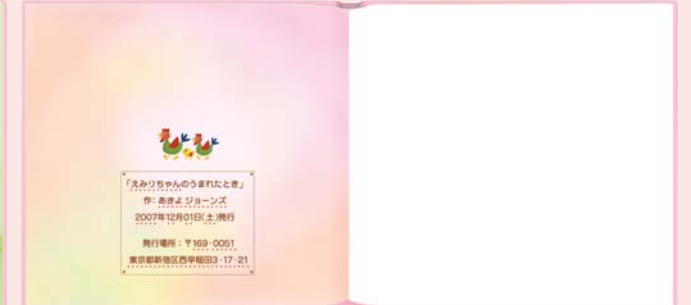 「えみりちゃんのうまれたとき」
作：あきよ ジョーンズ
2007年12月01日(土)発行
発行場所：〒169-0051
東京都新宿区西早稲田3-17-21